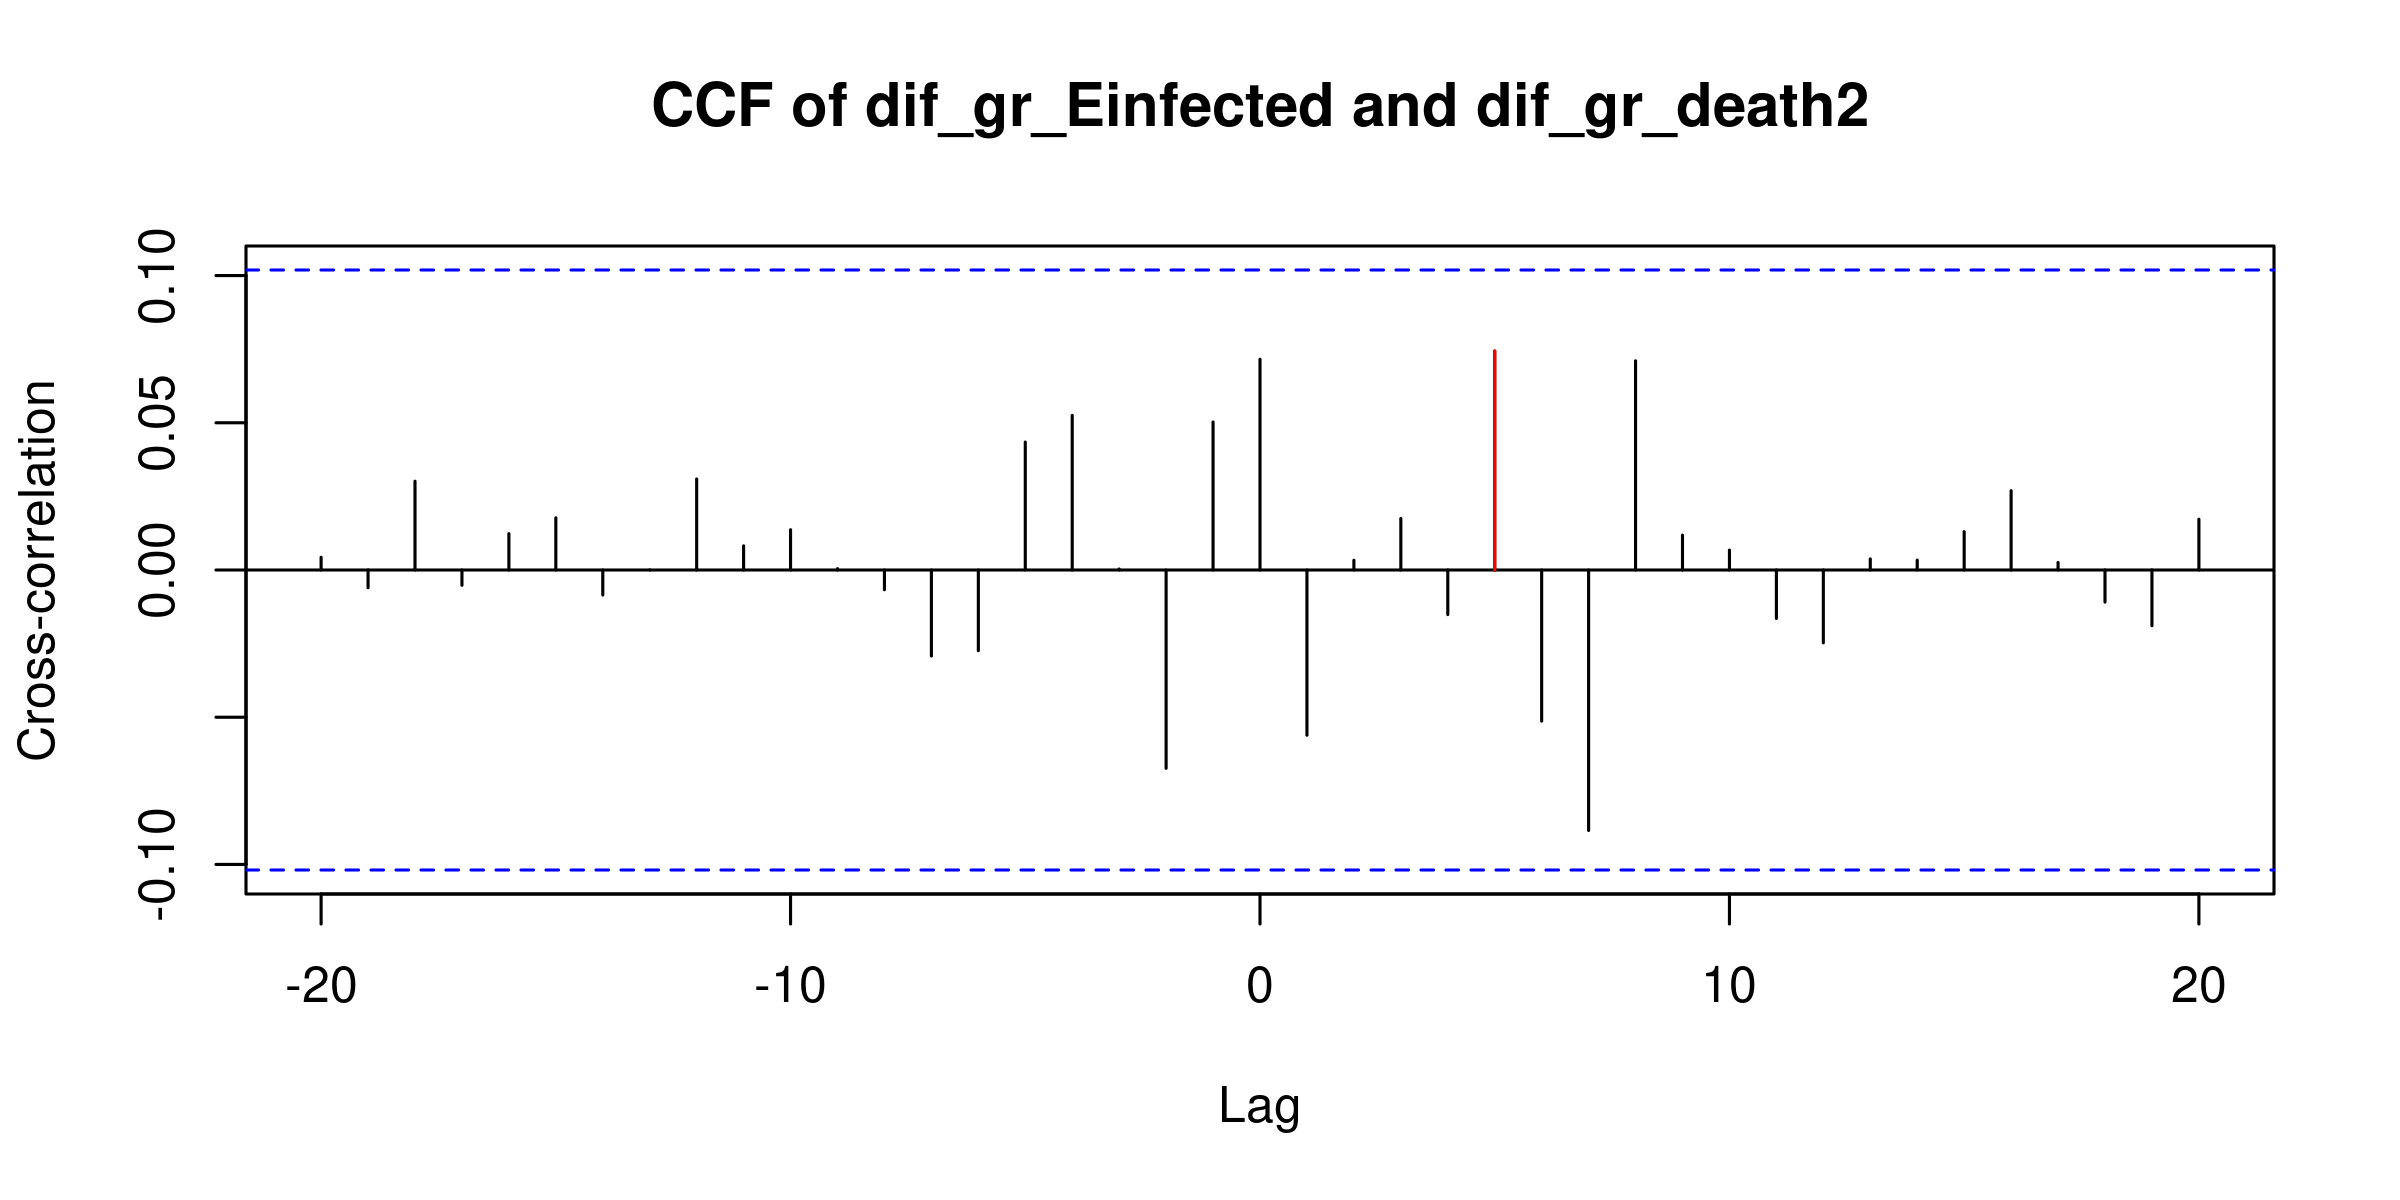 CCF of dif_gr_Einfected and dif_gr_death2
Cross-correlation
0.10
0.05
0.00
-0.10
-20 -10 0 10 20
Lag